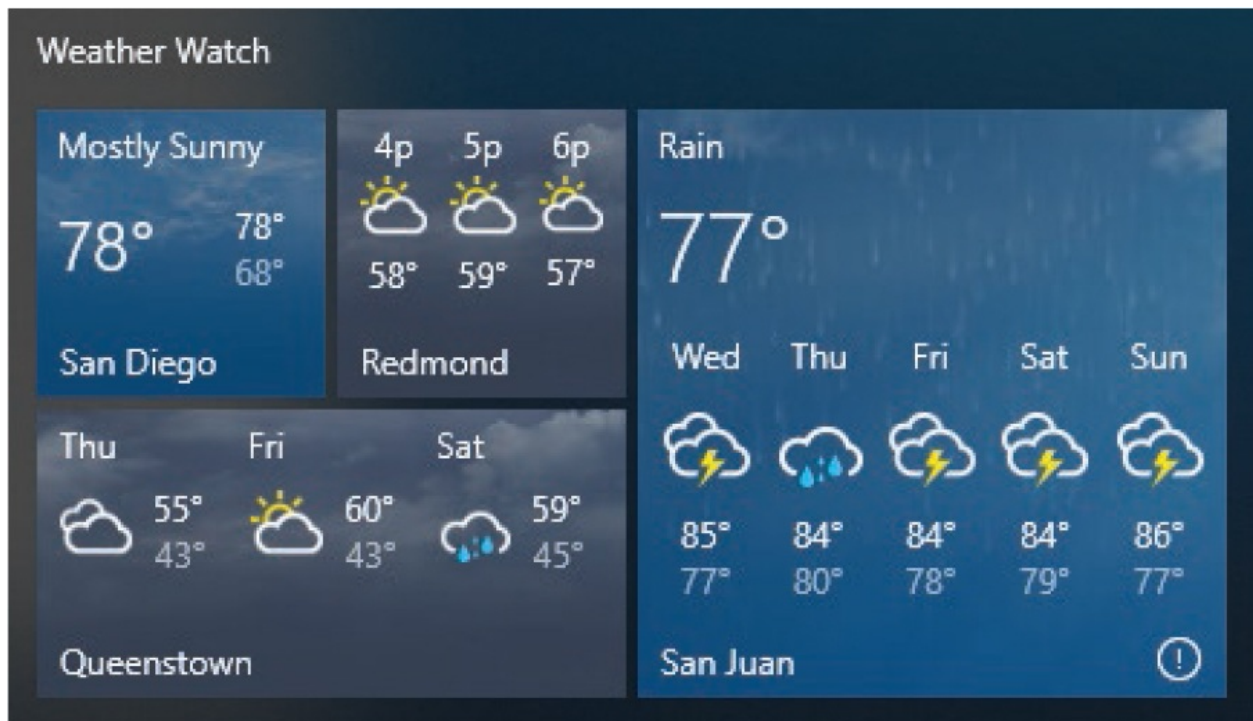 Weather Watch
Mostly Sunny
78° 78°
68°
San Diego
4p 5p 6p
58° 59° 57°
Redmond
Thu Fri Sat
55° 60° 59°
43° 43° 45°
Queenstown
Rain
77°
Wed Thu Fri Sat Sun
85° 84° 84° 84° 86°
77° 80° 78° 79° 77°
San Juan !